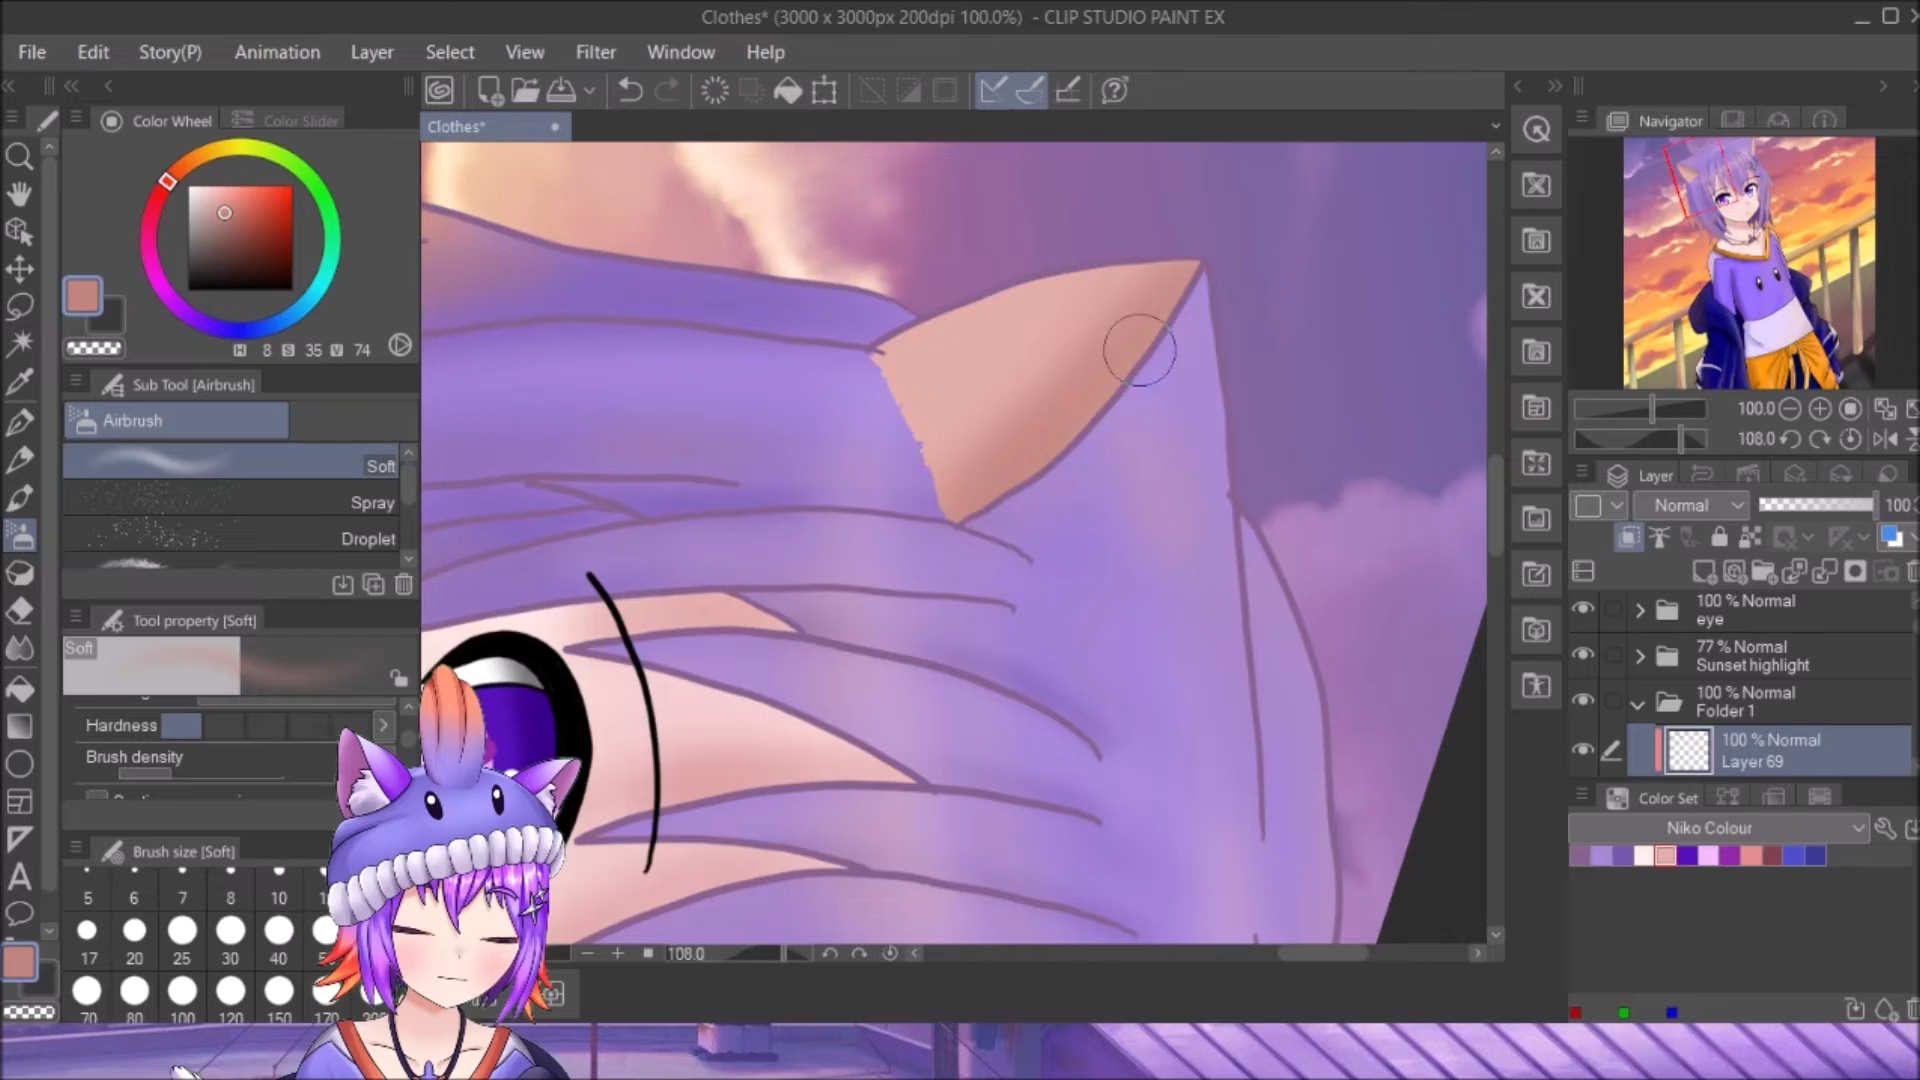 Clothes* (3000 x 3000px 200dpi 100.0%) - CLIP STUDIO PAINT EX
File Edit Story(P) Animation Layer Select View Filter Window Help
Color Wheel Color Slider
Clothes*
Navigator
H 8 S 35 V 74
Sub Tool [Airbrush]
Airbrush
Soft
Spray
Droplet
100.0
108.0
Layer
Normal 100
Tool property [Soft]
Soft
Hardness
Brush density
100 % Normal
eye
77 % Normal
Sunset highlight
100 % Normal
Folder 1
100 % Normal
Layer 69
Color Set
Niko Colour
Brush size [Soft]
5 6 7 8 10
17 20 25 30 40
70 80 100 120 150 170
108.0